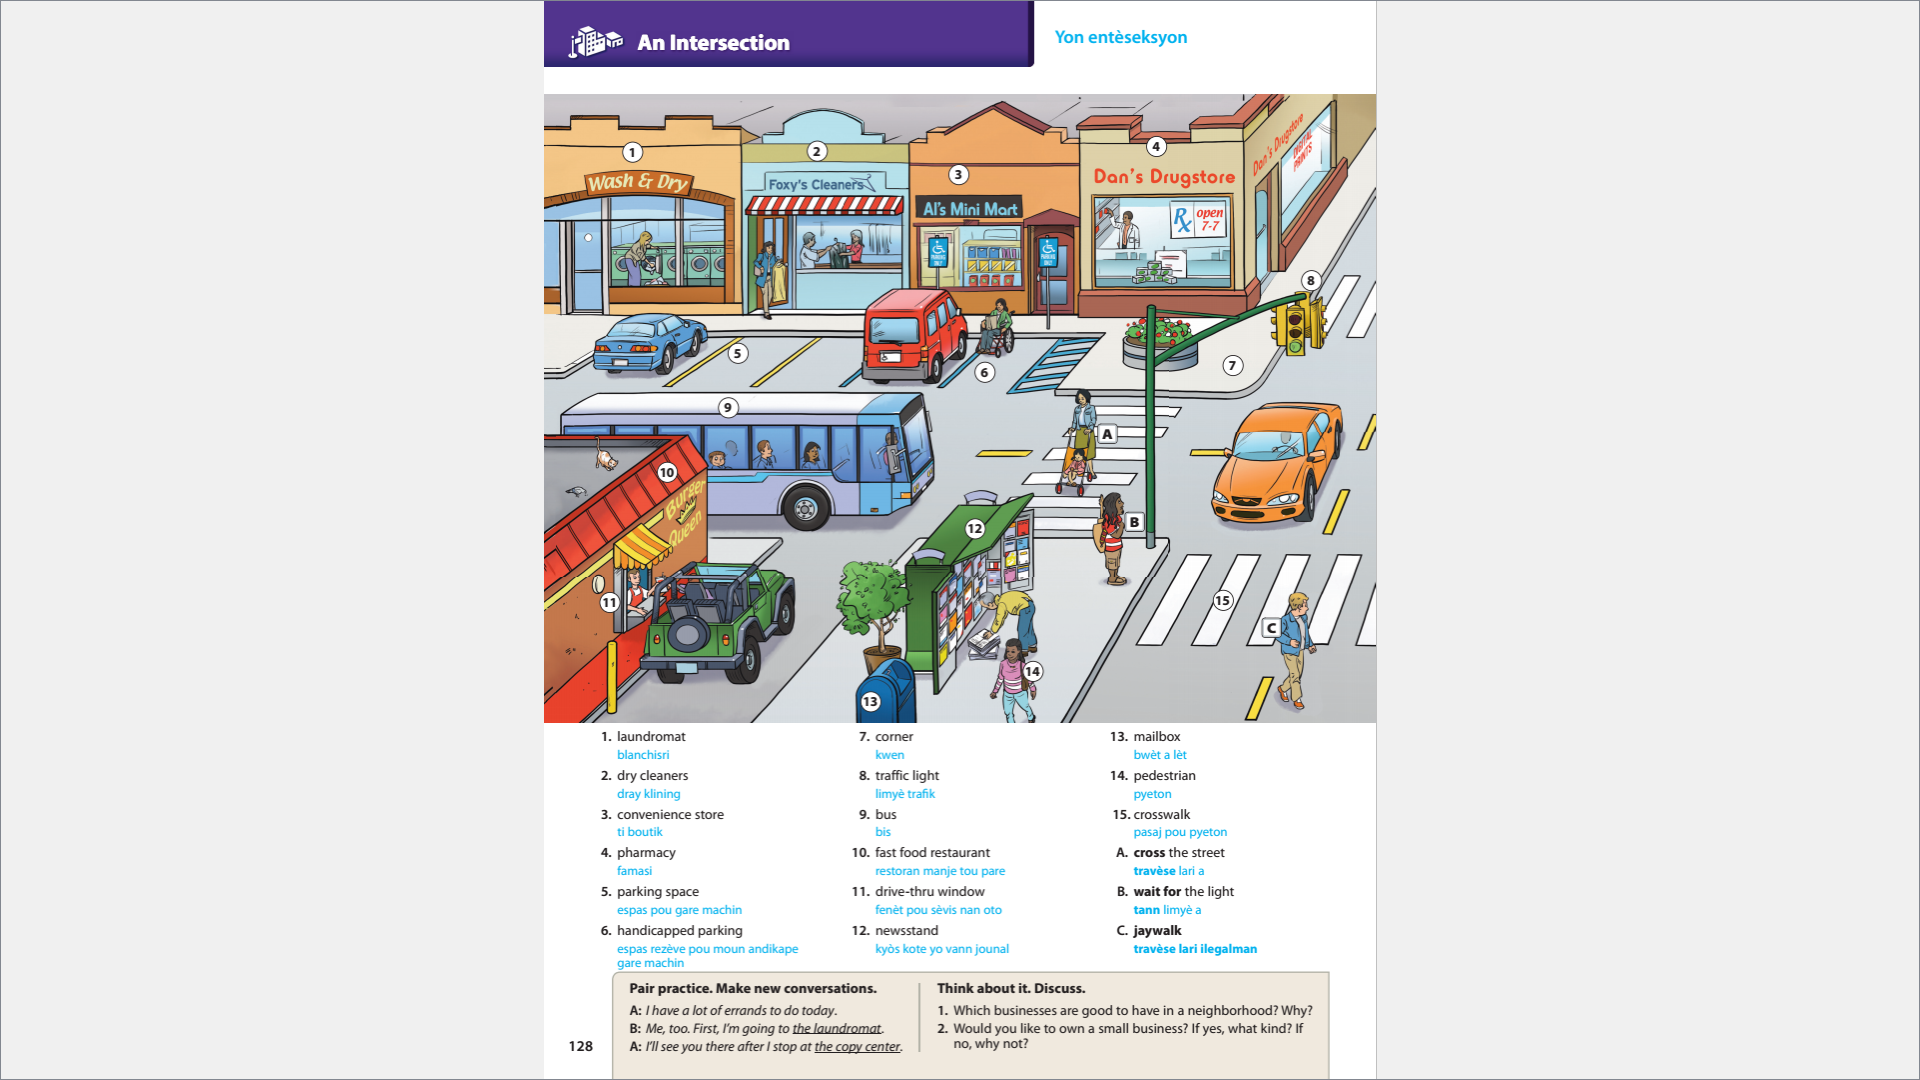 An Intersection
Yon entèseksyon
1
2
3
4
Wash & Dry
Foxy's Cleaners
Al's Mini Mart
Dan's Drugstore
Dan's Drugstore
DIGITAL
PRINTS
Rx open
7-7
PARKING
ONLY
PARKING
ONLY
8
5
6
7
9
A
10
Burger
Queen
12
B
11
15
C
14
13
1. laundromat
blanchisri
2. dry cleaners
dray klining
3. convenience store
ti boutik
4. pharmacy
famasi
5. parking space
espas pou gare machin
6. handicapped parking
espas rezève pou moun andikape
gare machin
7. corner
kwen
8. traffic light
limyè trafik
9. bus
bis
10. fast food restaurant
restoran manje tou pare
11. drive-thru window
fenèt pou sèvis nan oto
12. newsstand
kyòs kote yo vann jounal
13. mailbox
bwèt a lèt
14. pedestrian
pyeton
15. crosswalk
pasaj pou pyeton
A. cross the street
travèse lari a
B. wait for the light
tann limyè a
C. jaywalk
travèse lari ilegalman
Pair practice. Make new conversations.
A: I have a lot of errands to do today.
B: Me, too. First, I'm going to the laundromat.
A: I'll see you there after I stop at the copy center.
Think about it. Discuss.
1. Which businesses are good to have in a neighborhood? Why?
2. Would you like to own a small business? If yes, what kind? If
no, why not?
128